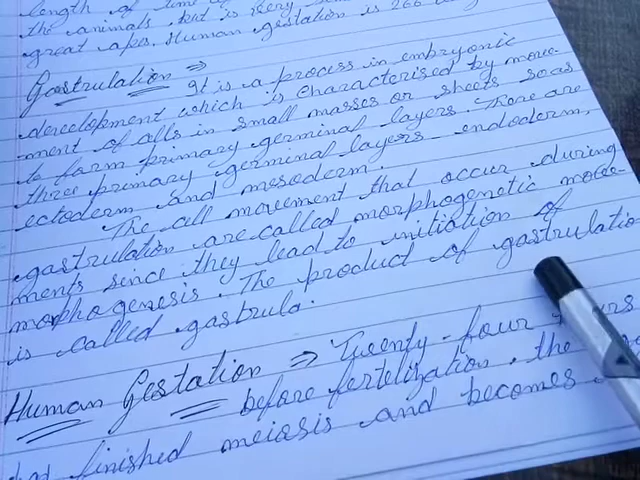 length of time
the animals, but is very
great apes. Human gestation is 266
Gastrulation ⇒ It is a process in embryonic
development which is characterised by move-
ment of cells in small masses or sheets so as
to form primary germinal layers. There are
three primary germinal layers endoderm,
ectoderm and mesoderm.
The cell movement that occur during
gastrulation are called morphogenetic move-
ments since they lead to initiation of
morphogenesis. The product of gastrulatio
is called gastrula.
Human Gestation ⇒ Twenty-four
before fertelization, the
finished meiosis and becomes